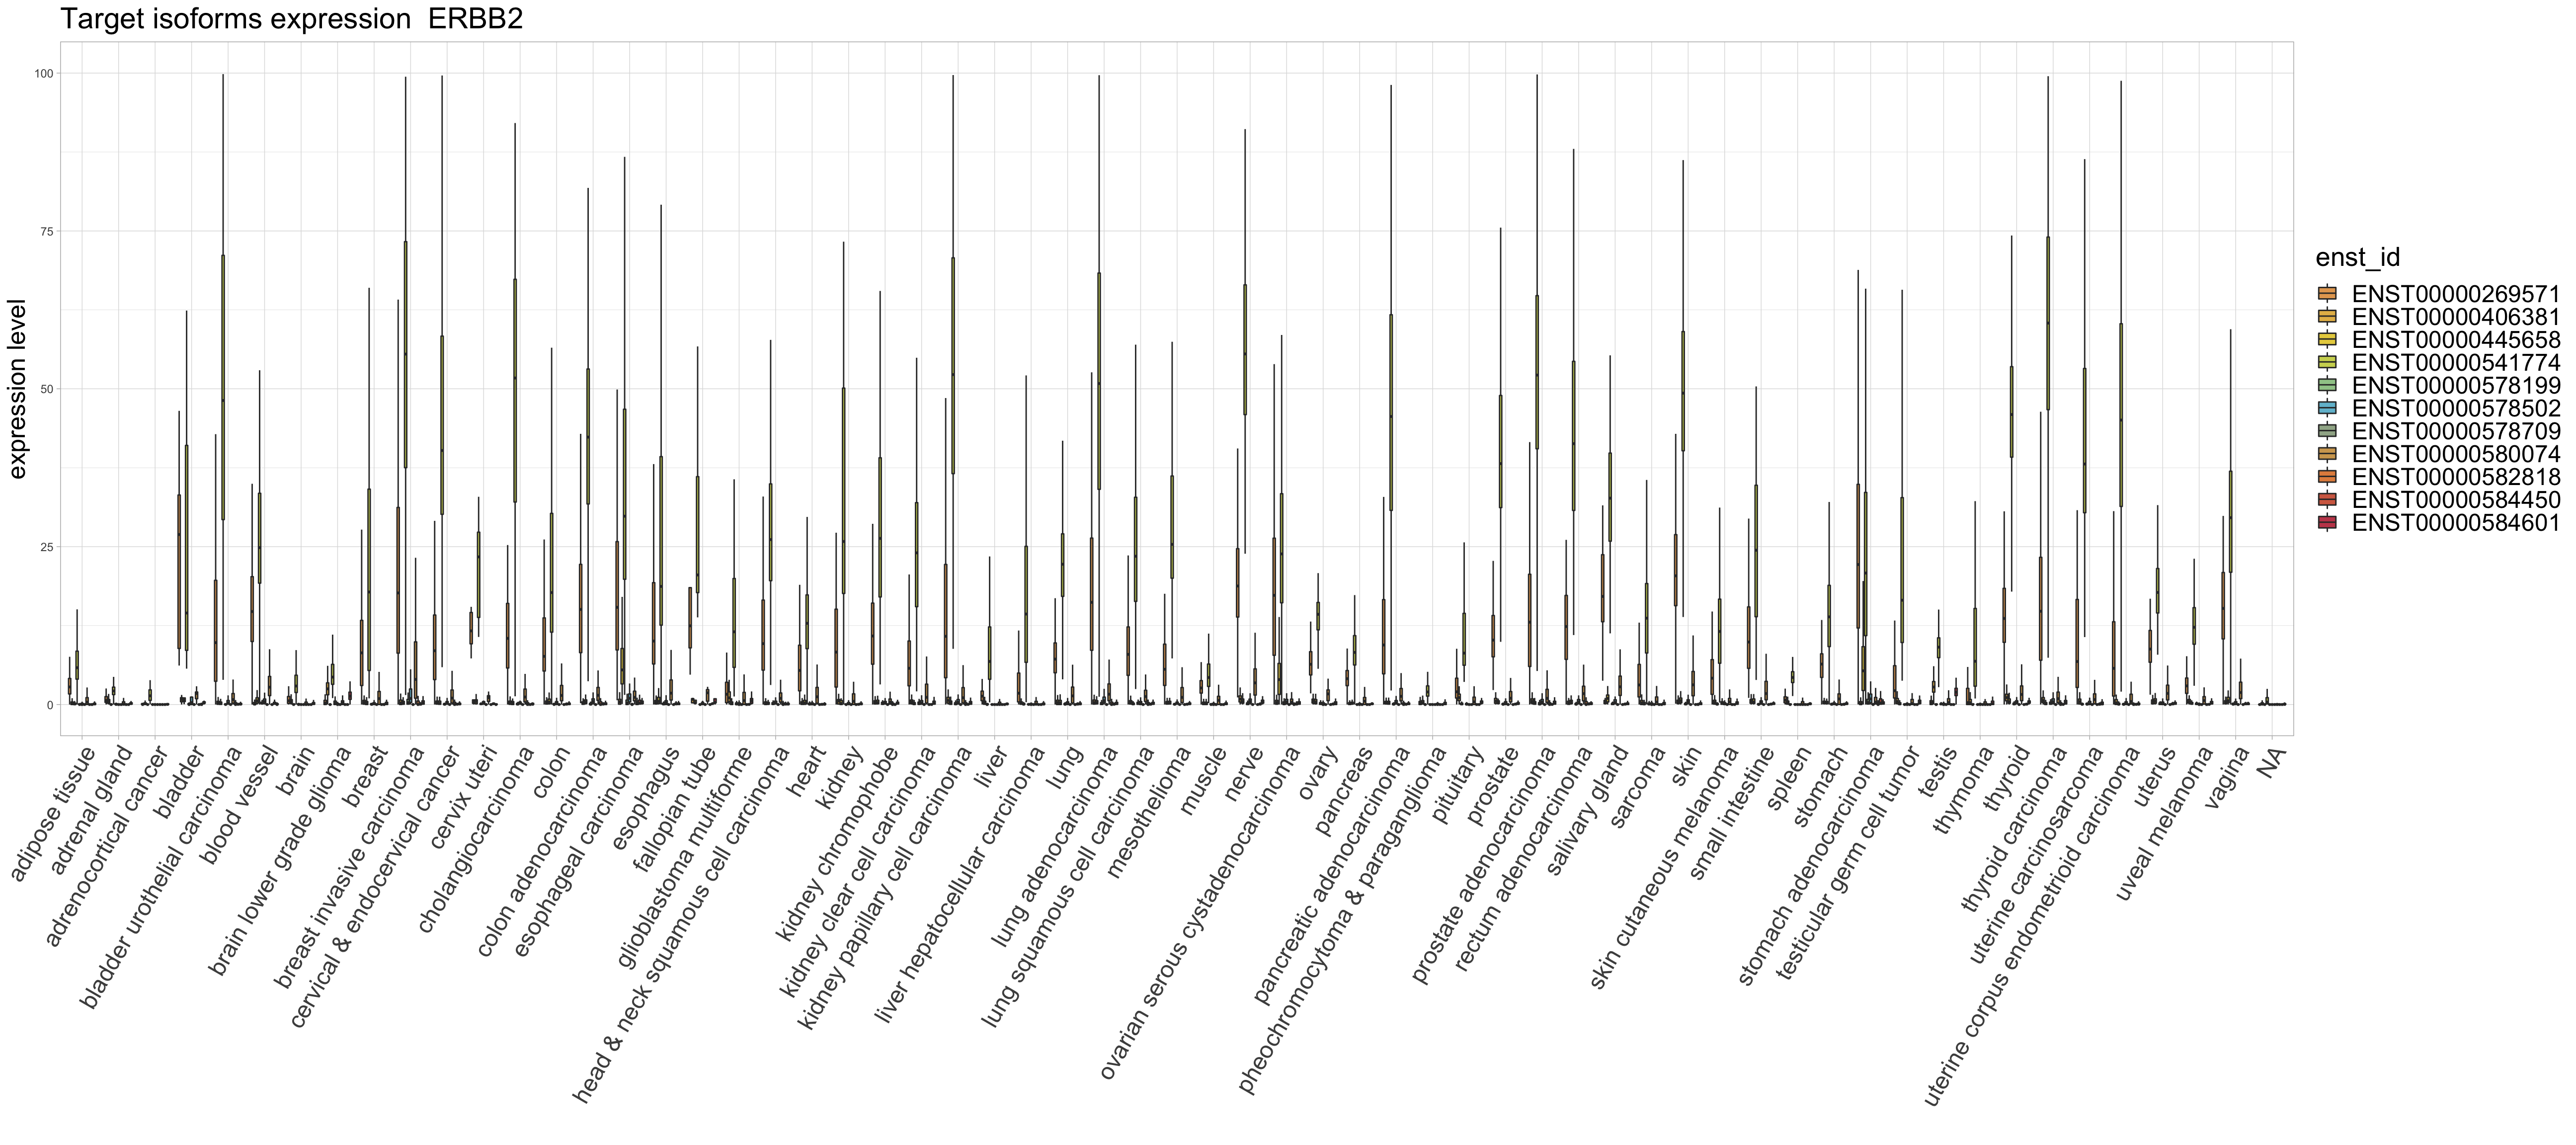 Target isoforms expression  ERBB2
expression level
100
75
50
25
0
adipose tissue
adrenal gland
adrenocortical cancer
bladder
bladder urothelial carcinoma
blood vessel
brain
brain lower grade glioma
breast
breast invasive carcinoma
cervical & endocervical cancer
cervix uteri
cholangiocarcinoma
colon
colon adenocarcinoma
esophageal carcinoma
esophagus
fallopian tube
glioblastoma multiforme
head & neck squamous cell carcinoma
heart
kidney
kidney chromophobe
kidney clear cell carcinoma
kidney papillary cell carcinoma
liver
liver hepatocellular carcinoma
lung
lung adenocarcinoma
lung squamous cell carcinoma
mesothelioma
muscle
nerve
ovarian serous cystadenocarcinoma
ovary
pancreas
pancreatic adenocarcinoma
pheochromocytoma & paraganglioma
pituitary
prostate
prostate adenocarcinoma
rectum adenocarcinoma
salivary gland
sarcoma
skin
skin cutaneous melanoma
small intestine
spleen
stomach
stomach adenocarcinoma
testicular germ cell tumor
testis
thymoma
thyroid
thyroid carcinoma
uterine carcinosarcoma
uterine corpus endometrioid carcinoma
uterus
uveal melanoma
vagina
NA
enst_id
ENST00000269571
ENST00000406381
ENST00000445658
ENST00000541774
ENST00000578199
ENST00000578502
ENST00000578709
ENST00000580074
ENST00000582818
ENST00000584450
ENST00000584601